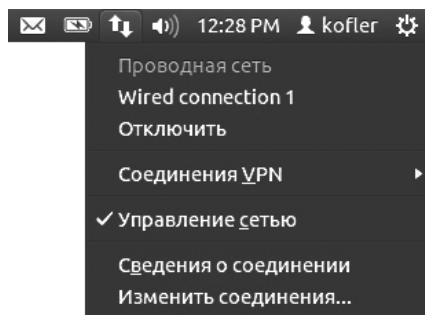 12:28 PM kofler
Проводная сеть
Wired connection 1
Отключить
Соединения VPN
Управление сетью
Сведения о соединении
Изменить соединения...